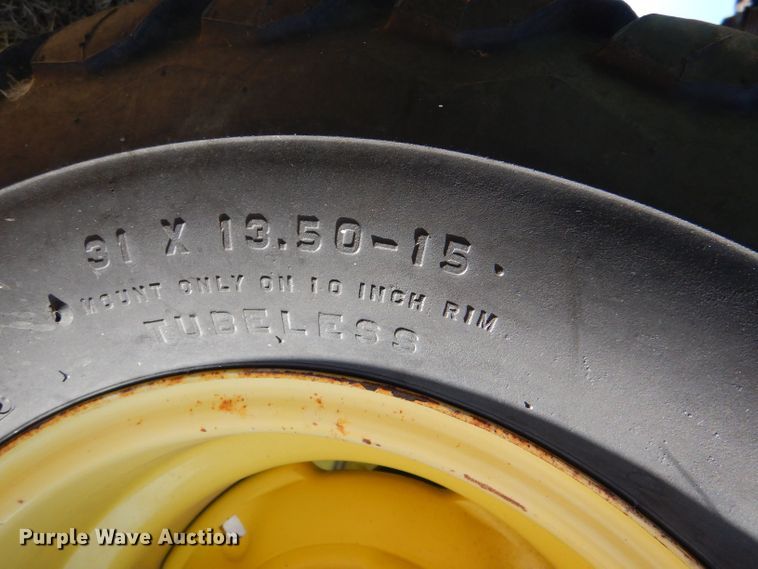 31 X 13.50-15
MOUNT ONLY ON 10 INCH RIM
TUBELESS
Purple Wave Auction